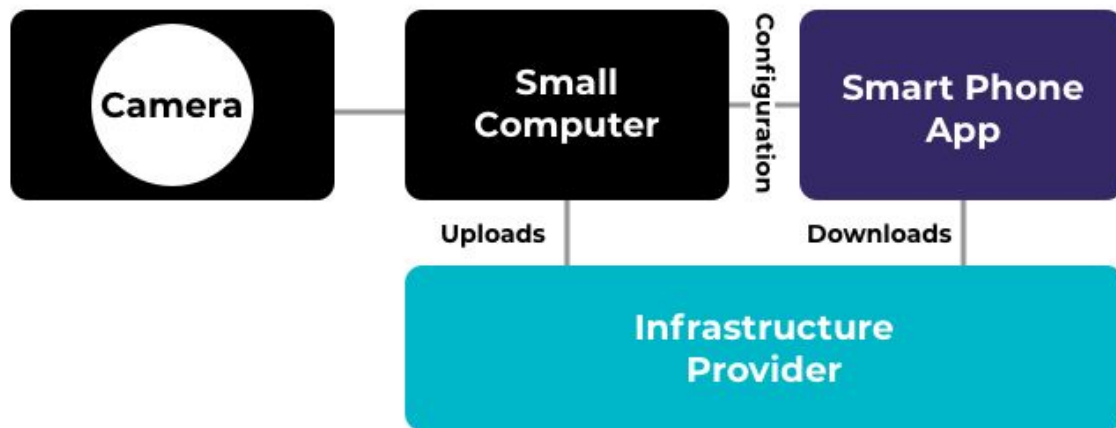 Camera
Small
Computer
Configuration
Smart Phone
App
Uploads
Downloads
Infrastructure
Provider